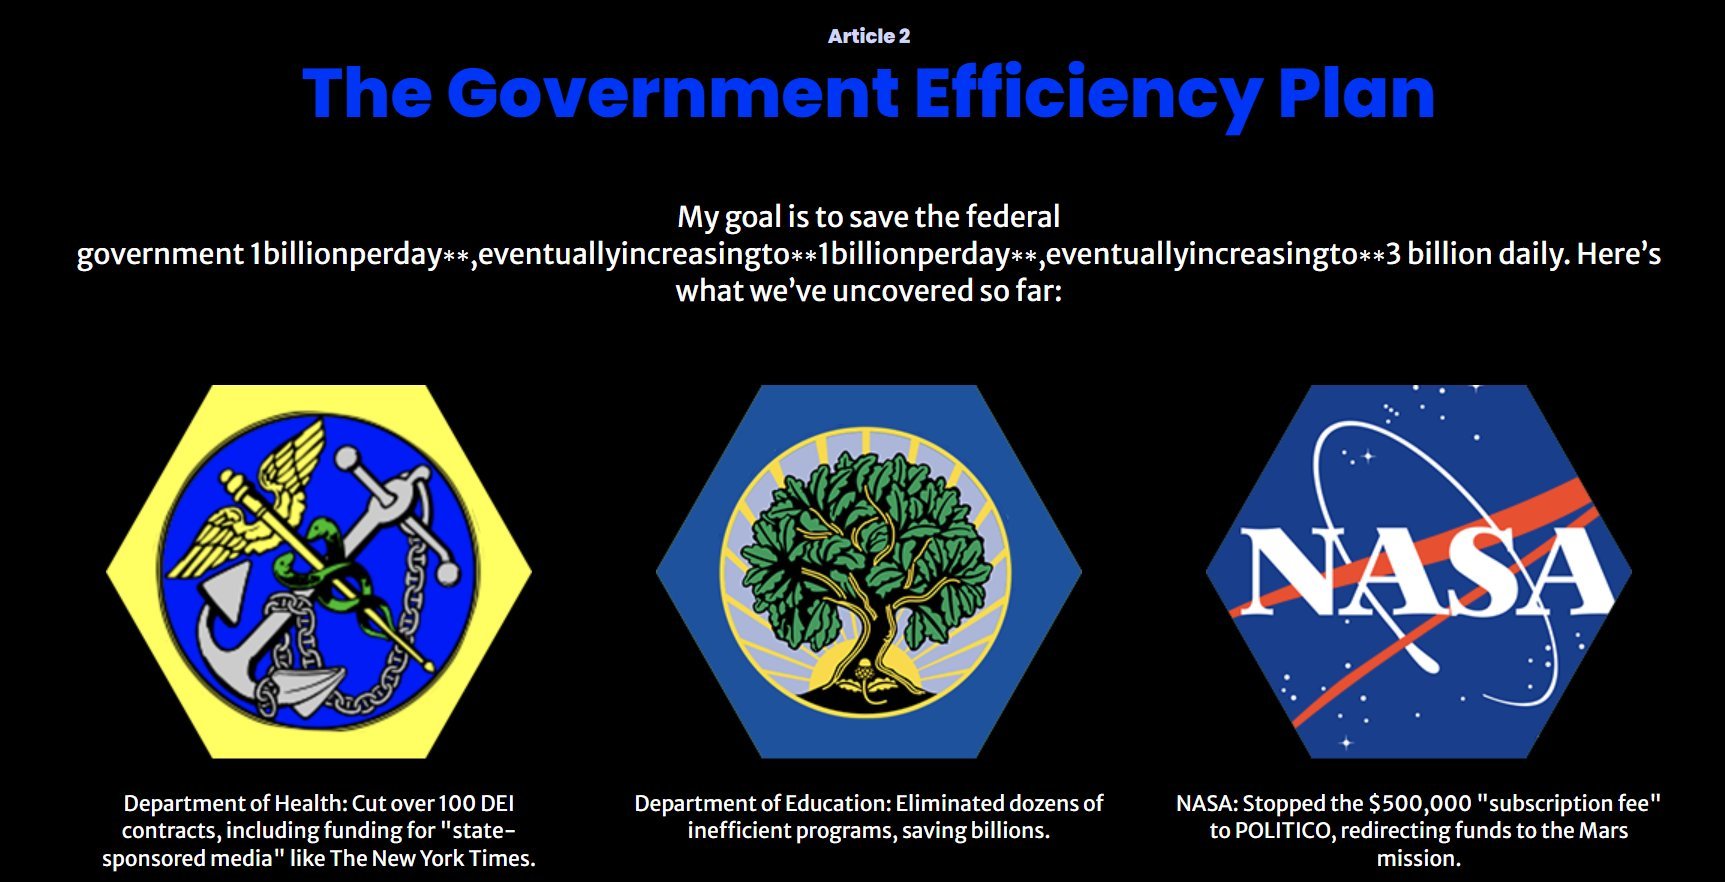 Article 2
The Government Efficiency Plan
My goal is to save the federal
government 1billionperday**,eventuallyincreasingto**1billionperday**,eventuallyincreasingto**3 billion daily. Here’s
what we’ve uncovered so far:
NASA
Department of Health: Cut over 100 DEI
contracts, including funding for "state-
sponsored media" like The New York Times.
Department of Education: Eliminated dozens of
inefficient programs, saving billions.
NASA: Stopped the $500,000 "subscription fee"
to POLITICO, redirecting funds to the Mars
mission.